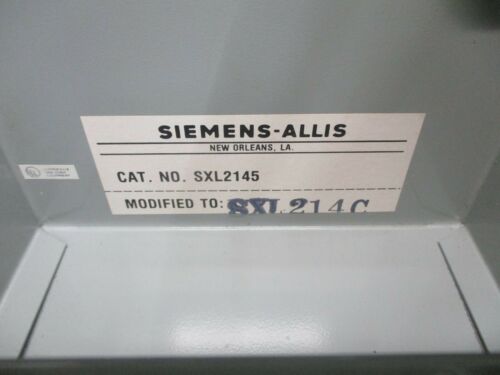 SIEMENS-ALLIS
NEW ORLEANS, LA.
CAT. NO. SXL2145
MODIFIED TO: SXL214C